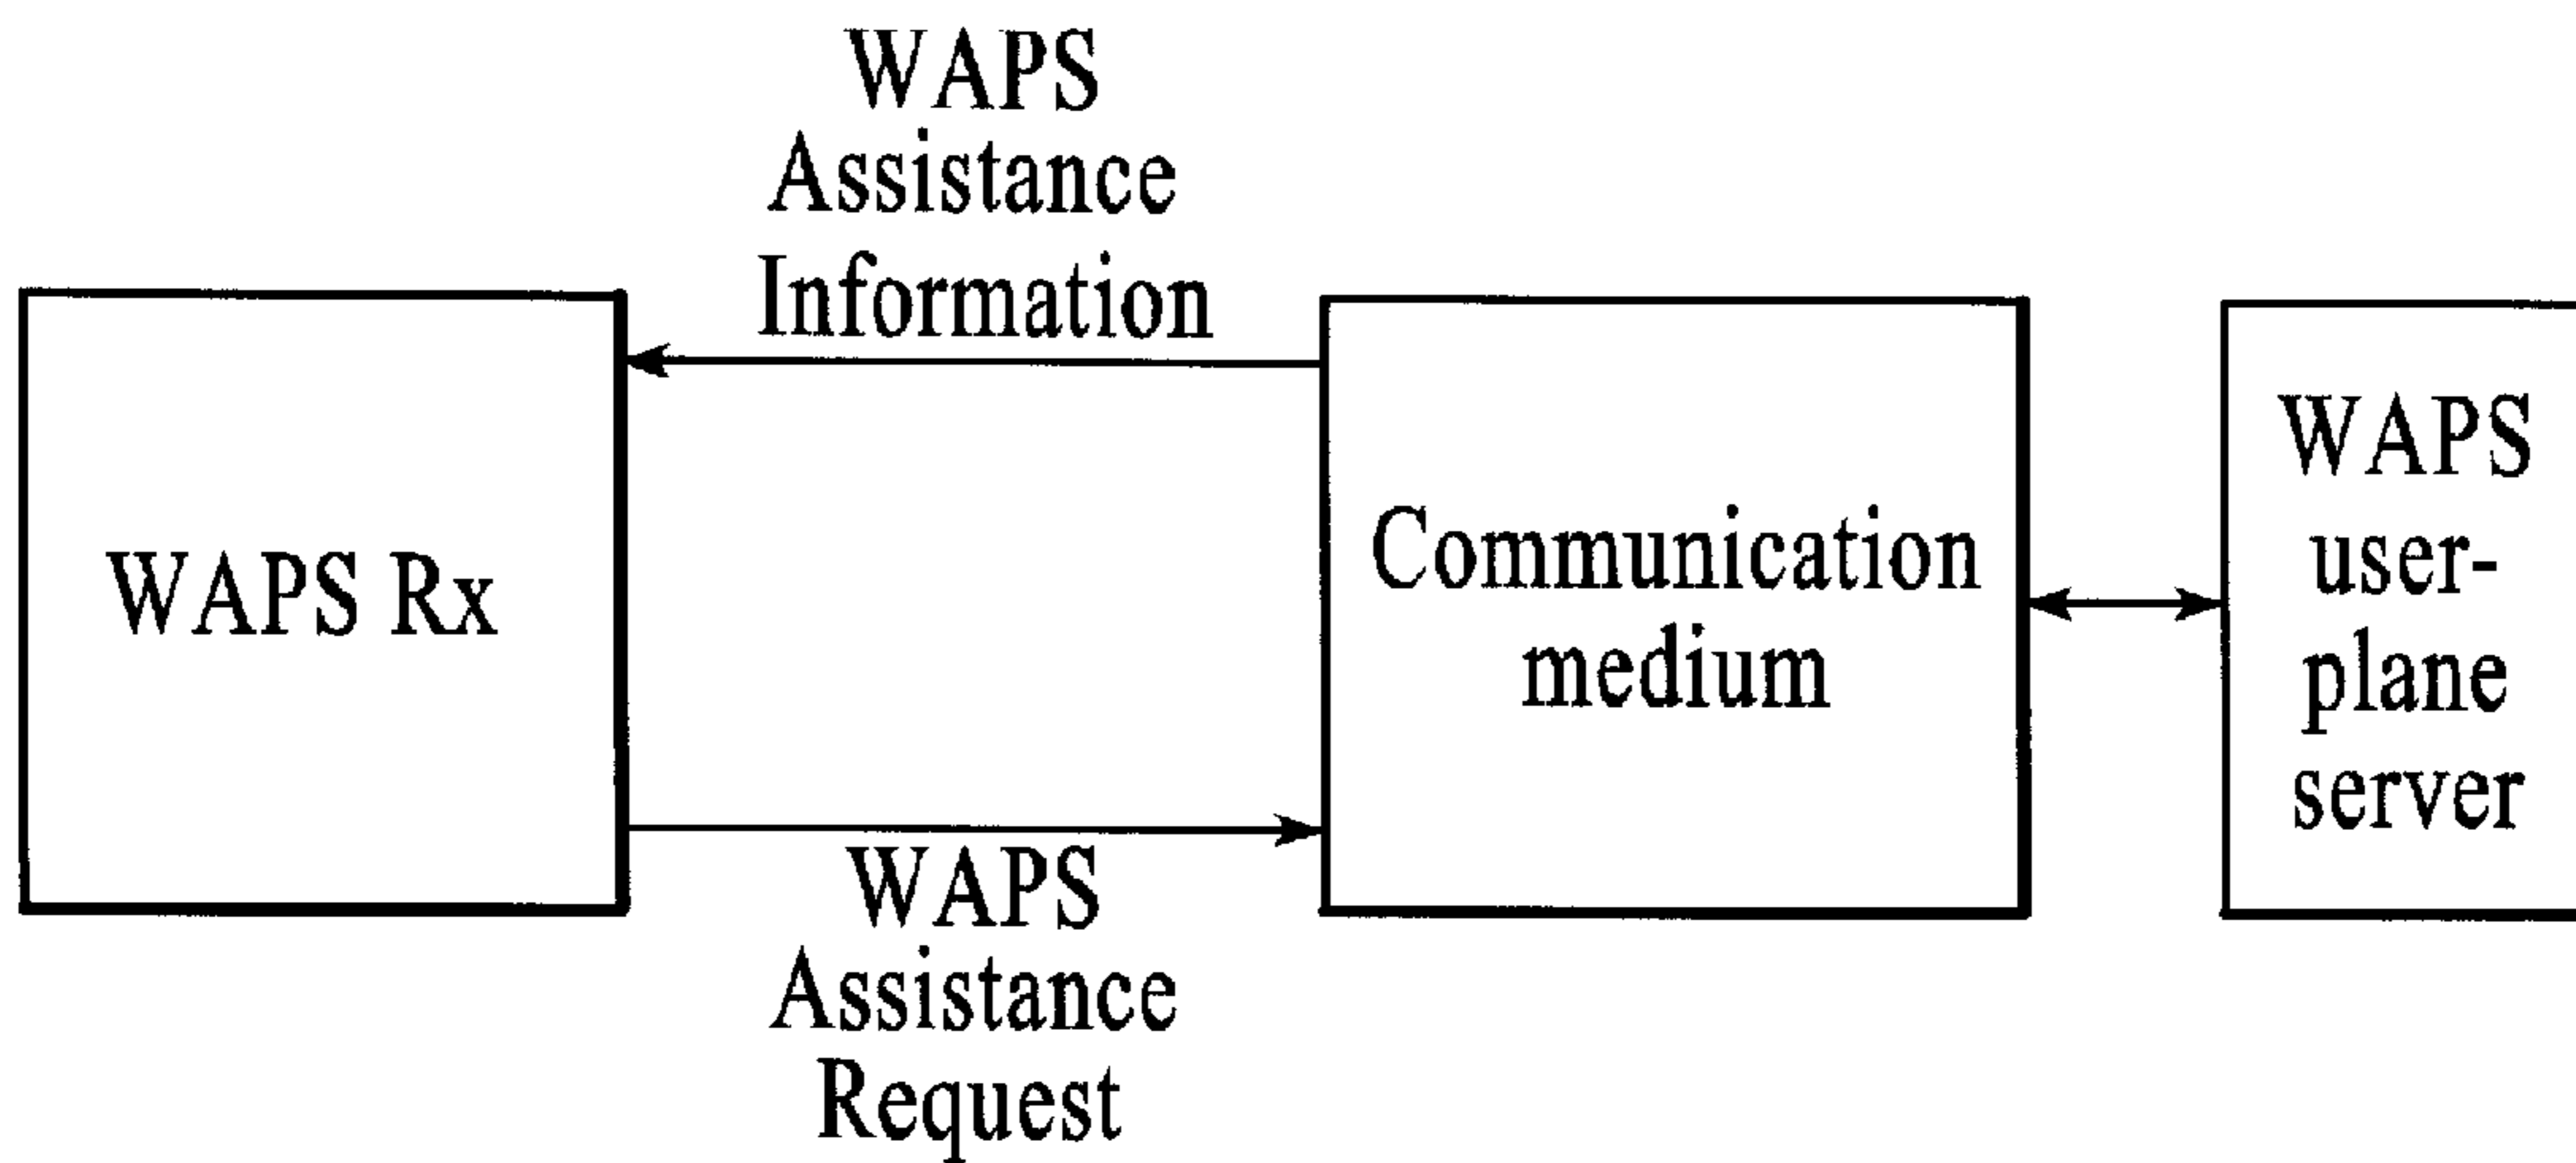 WAPS
Assistance
Information
WAPS Rx
Communication
medium
WAPS
user-
plane
server
WAPS
Assistance
Request